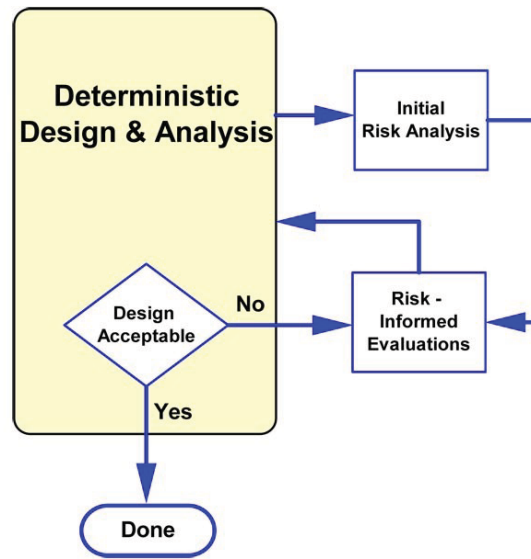 Deterministic
Design & Analysis
Initial
Risk Analysis
Design
Acceptable
No
Risk -
Informed
Evaluations
Yes
Done